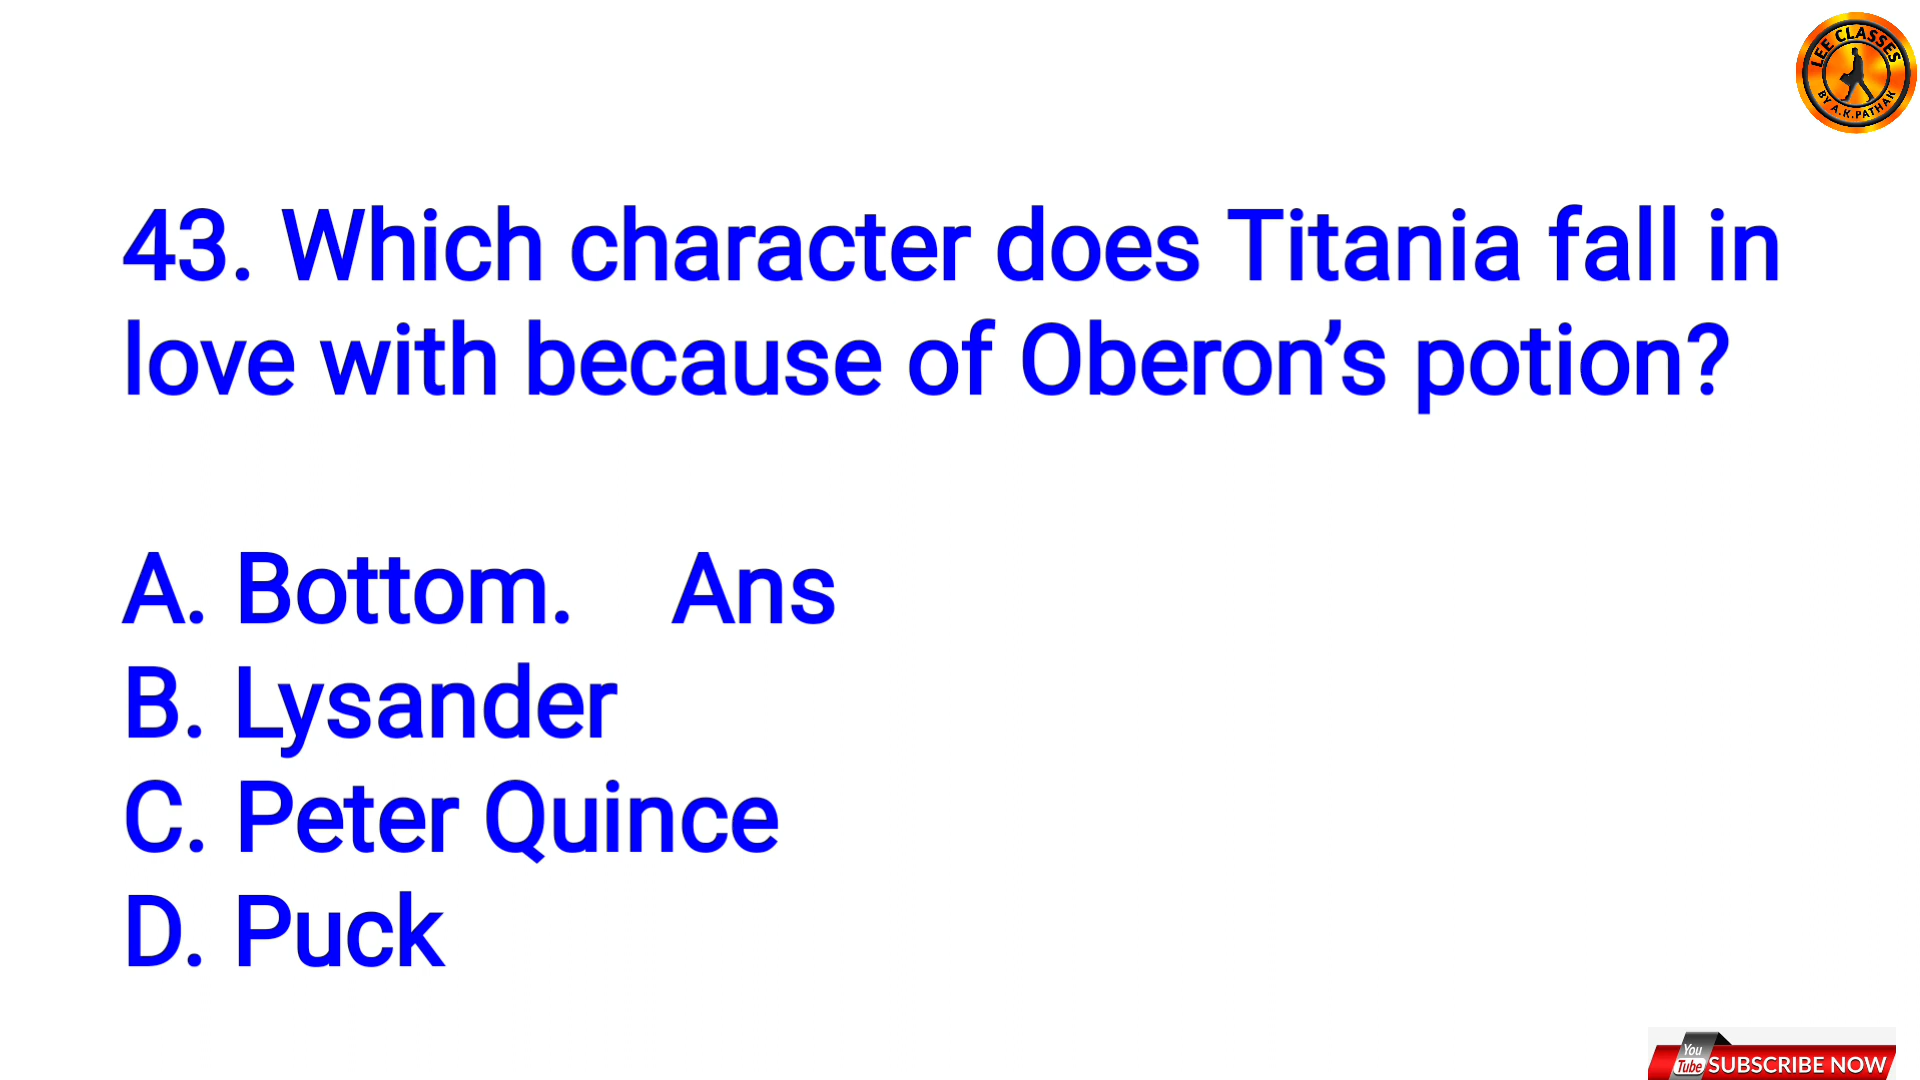 LEE CLASSES
BY A.K.PATHAK
43. Which character does Titania fall in
love with because of Oberon’s potion?
A. Bottom. Ans
B. Lysander
C. Peter Quince
D. Puck
You
Tube SUBSCRIBE NOW